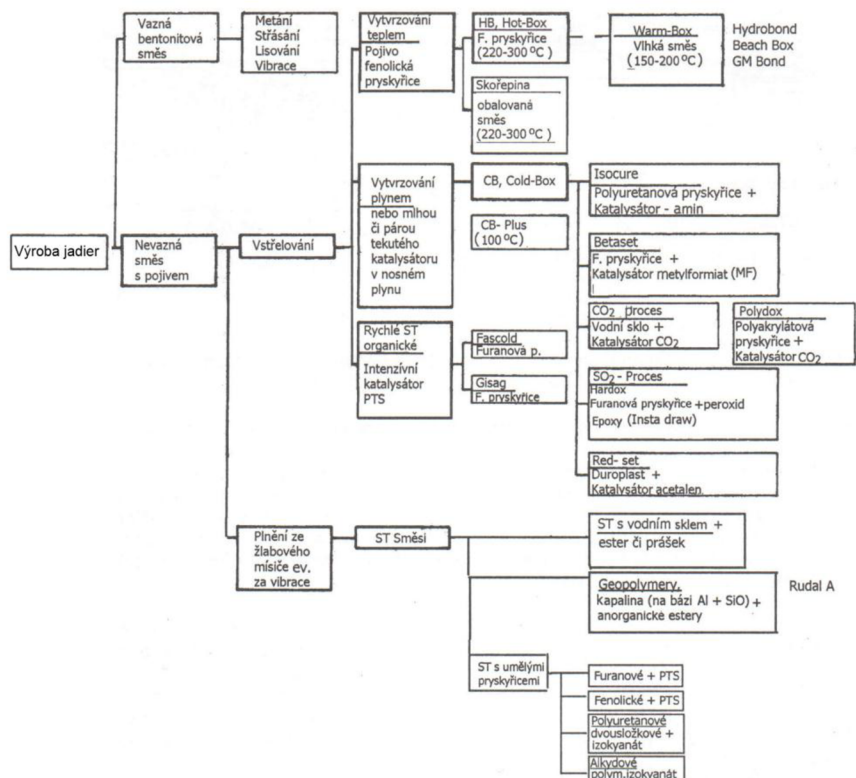 Výroba jadier
Vazná
bentonitová
směs
Metání
Střásání
Lisování
Vibrace
Nevazná
směs
s pojivem
Vstřelování
Vytvrzování
teplem
Pojivo
fenolická
pryskyřice
HB, Hot-Box
F. pryskyřice
(220-300 ºC)
Warm-Box
Vlhká směs
(150-200ºC)
Hydrobond
Beach Box
GM Bond
Skořepina
obalovaná
směs
(220-300 ºC )
Vytvrzování
plynem
nebo mlhou
či párou
tekutého
katalysátoru
v nosném
plynu
CB, Cold-Box
CB- Plus
(100ºC)
Isocure
Polyuretanová pryskyřice +
Katalysátor - amin
Betaset
F. pryskyřice +
Katalysátor metylformiat (MF)
CO2 proces
Vodní sklo +
Katalysátor CO2
Polydox
Polyakrylátová
pryskyřice +
Katalysátor CO2
SO2 - Proces
Hardox
Furanová pryskyřice +peroxid
Epoxy (Insta draw)
Red- set
Duroplast +
Katalysátor acetalen.
Rychlé ST
organické
Intenzívní
katalysátor
PTS
Fascold
Furanová p.
Gisag
F. pryskyřice
Plnění ze
žlabového
mísiče ev.
za vibrace
ST Směsi
ST s vodním sklem +
ester či prášek
Geopolymery.
kapalina (na bázi Al + SiO) +
anorganické estery
Rudal A
ST s umělými
pryskyřicemi
Furanové + PTS
Fenolické + PTS
Polyuretanové
dvousložkové +
izokyanát
Alkydové
polym.izokyanát